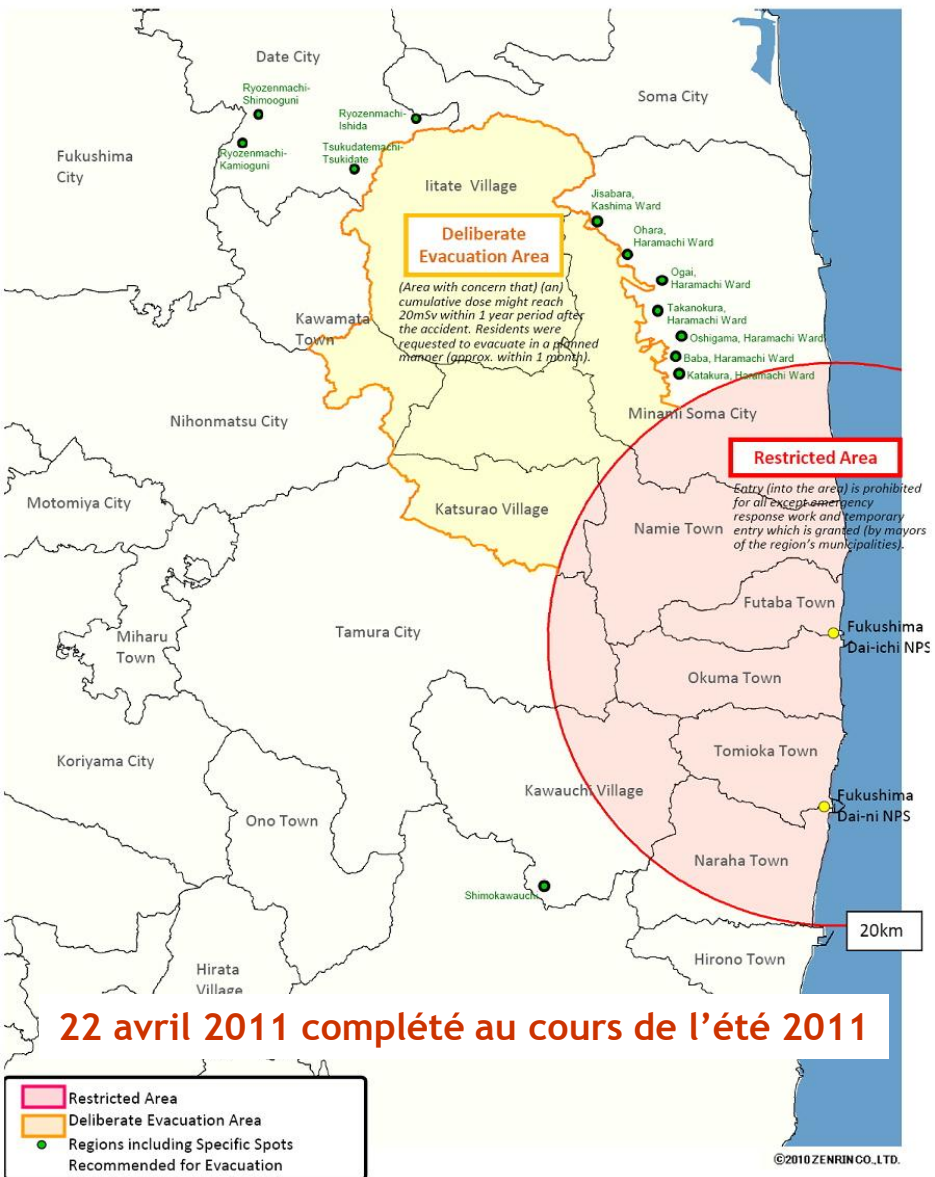 Date City
Ryozenmachi-
Shimooguni
Ryozenmachi-
Ishida
Soma City
Fukushima
City
Ryozenmachi-
Kamioguni
Tsukudatemachi-
Tsukidate
Iitate Village
Jisabara,
Kashima Ward
Deliberate
Evacuation Area
Ohara,
Haramachi Ward
(Area with concern that) (an)
cumulative dose might reach
20mSv within 1 year period after
the accident. Residents were
requested to evacuate in a planned
manner (approx. within 1 month).
Ogai,
Haramachi Ward
Kawamata
Town
Takanokura,
Haramachi Ward
Oshigama, Haramachi Ward
Baba, Haramachi Ward
Katakura, Haramachi Ward
Nihonmatsu City
Minami Soma City
Restricted Area
Entry (into the area) is prohibited
for all except emergency
response work and temporary
entry which is granted (by mayors
of the region's municipalities).
Motomiya City
Katsurao Village
Namie Town
Futaba Town
Miharu
Town
Tamura City
Fukushima
Dai-ichi NPS
Okuma Town
Koriyama City
Tomioka Town
Kawauchi Village
Fukushima
Dai-ni NPS
Ono Town
Naraha Town
Shimokawauchi
20km
Hirono Town
Hirata
Village
22 avril 2011 complété au cours de l'été 2011
Restricted Area
Deliberate Evacuation Area
Regions including Specific Spots
Recommended for Evacuation
©2010 ZENRIN CO., LTD.